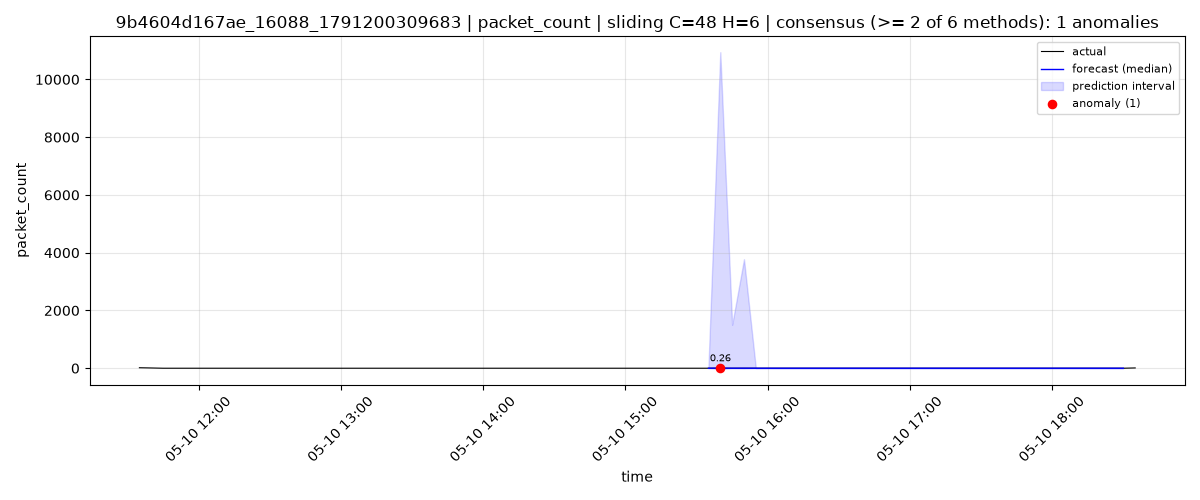 9b4604d167ae_16088_1791200309683 | packet_count | sliding C=48 H=6 | consensus (>= 2 of 6 methods): 1 anomalies
actual
forecast (median)
prediction interval
anomaly (1)
packet_count
10000
8000
6000
4000
2000
0
0.26
05-10 12:00
05-10 13:00
05-10 14:00
05-10 15:00
05-10 16:00
05-10 17:00
05-10 18:00
time